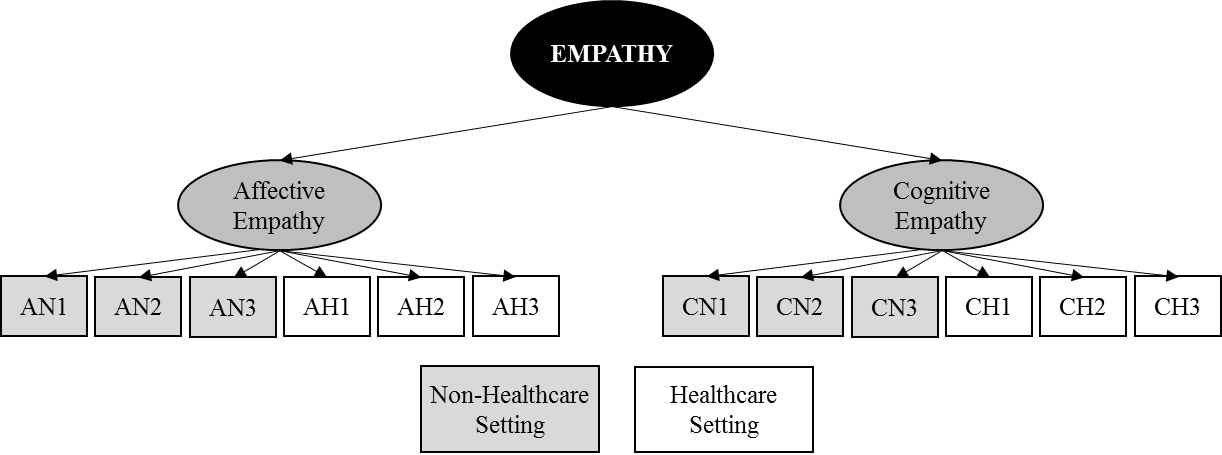 EMPATHY
Affective
Empathy
Cognitive
Empathy
AN1 AN2 AN3 AH1 AH2 AH3 CN1 CN2 CN3 CH1 CH2 CH3
Non-Healthcare
Setting
Healthcare
Setting